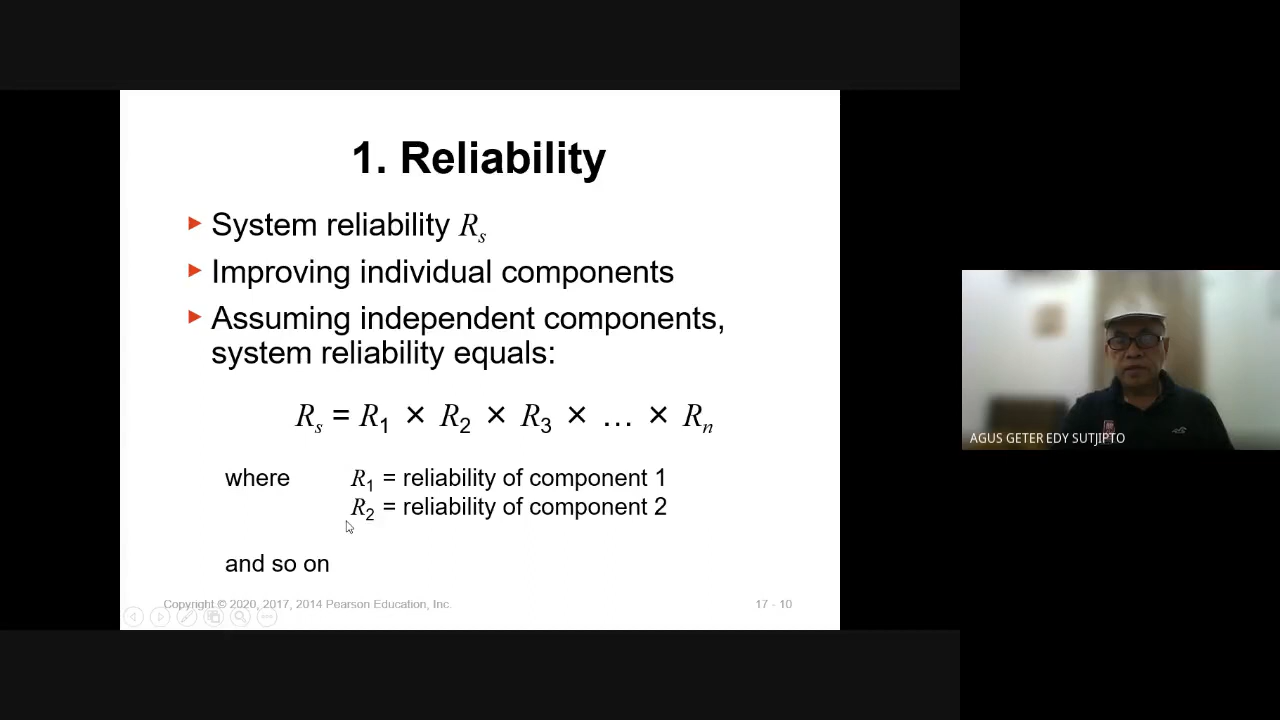 1. Reliability
System reliability Rs
Improving individual components
Assuming independent components,
system reliability equals:
Rs = R1 × R2 × R3 × … × Rn
where R1 = reliability of component 1
R2 = reliability of component 2
and so on
Copyright © 2020, 2017, 2014 Pearson Education, Inc. 17 - 10
AGUS GETER EDY SUTJIPTO